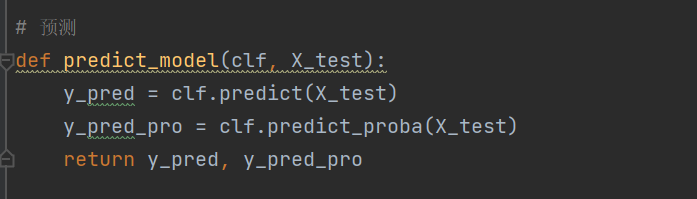 # 预测
def predict_model(clf, X_test):
    y_pred = clf.predict(X_test)
    y_pred_pro = clf.predict_proba(X_test)
    return y_pred, y_pred_pro